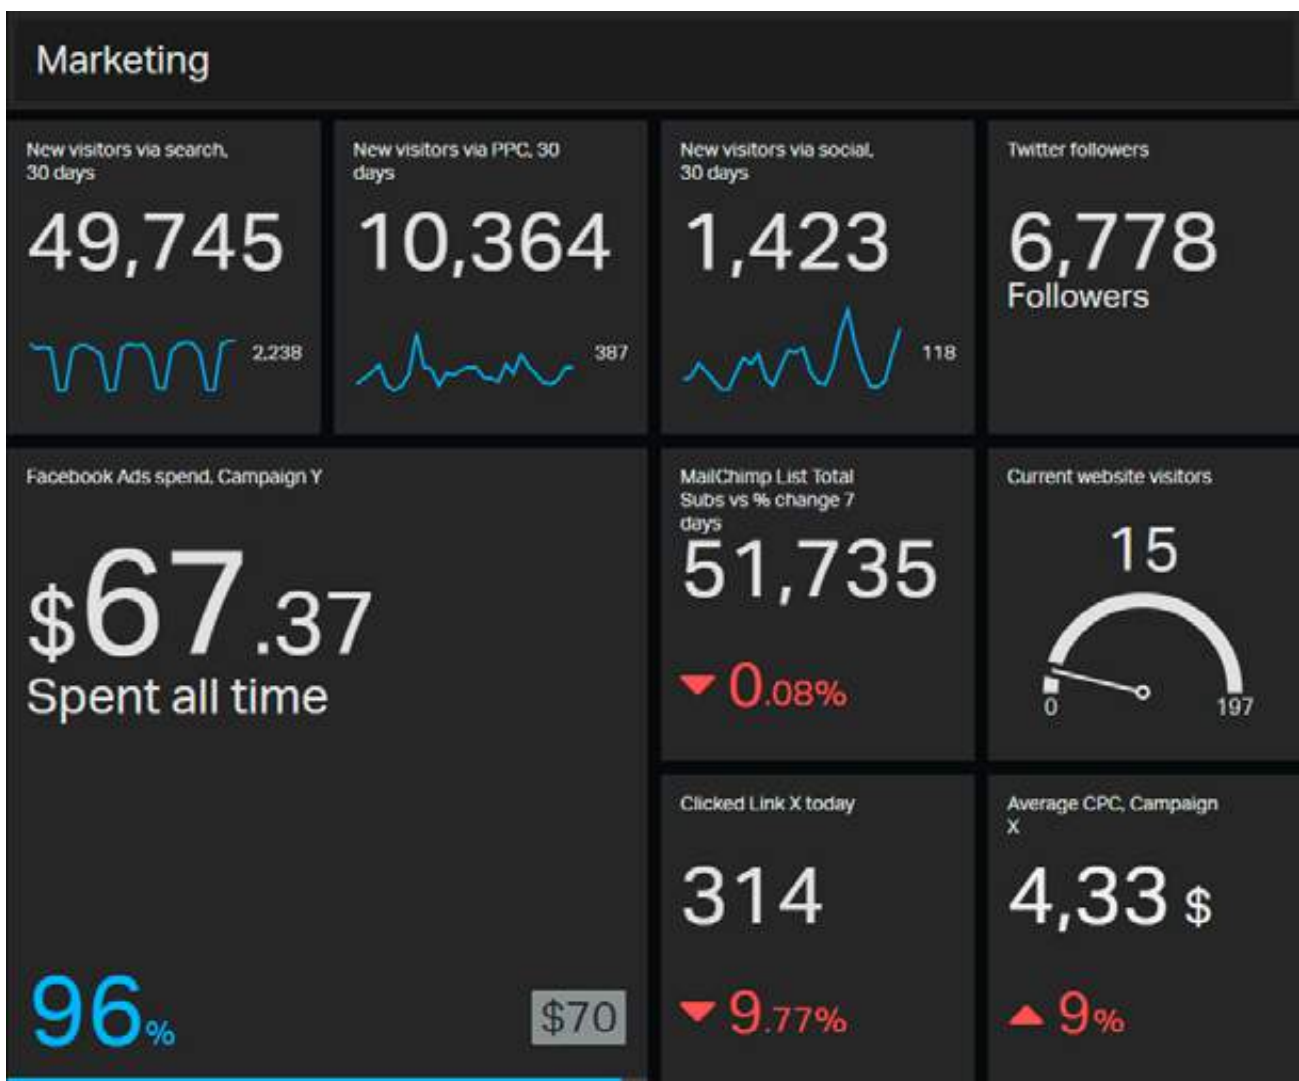 Marketing
New visitors via search,
30 days
49,745
2,238
New visitors via PPC, 30
days
10,364
387
New visitors via social,
30 days
1,423
118
Twitter followers
6,778
Followers
Facebook Ads spend, Campaign Y
$67.37
Spent all time
96%
$70
MailChimp List Total
Subs vs % change 7
days
51,735
▼ 0.08%
Current website visitors
15
0
197
Clicked Link X today
314
▼ 9.77%
Average CPC, Campaign
X
4,33 $
▲ 9%